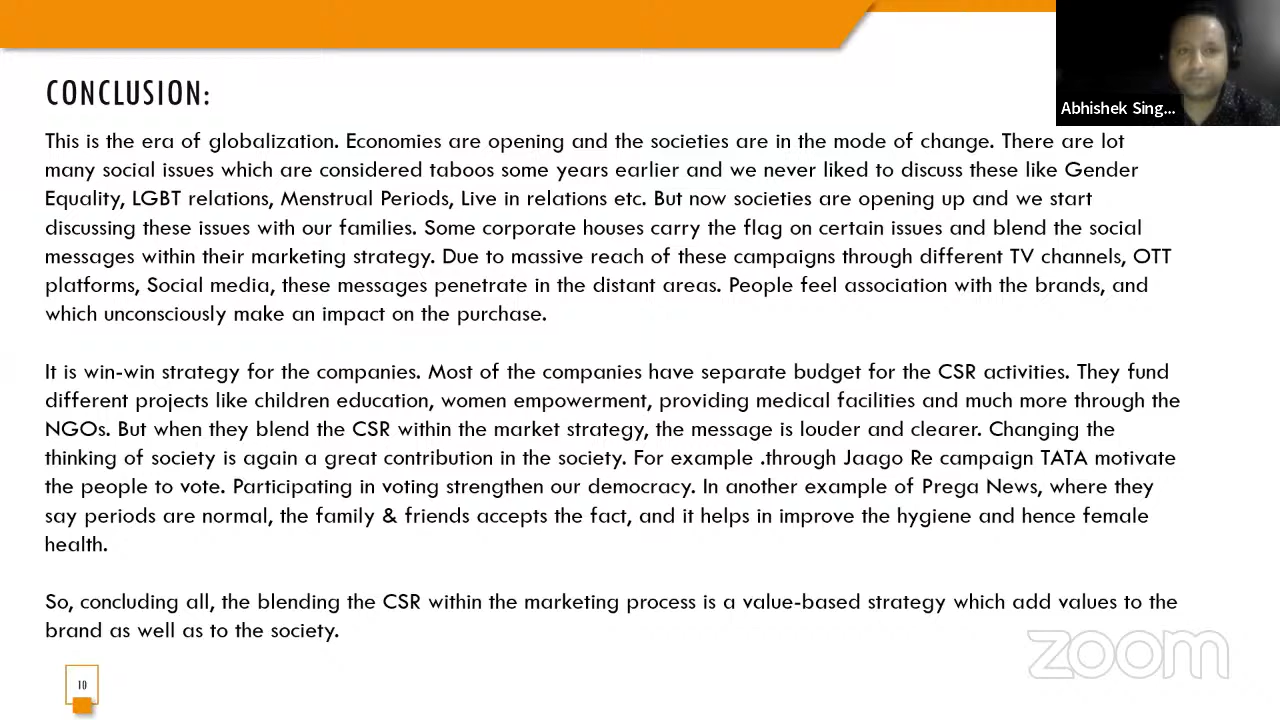 Abhishek Sing...
CONCLUSION:
This is the era of globalization. Economies are opening and the societies are in the mode of change. There are lot
many social issues which are considered taboos some years earlier and we never liked to discuss these like Gender
Equality, LGBT relations, Menstrual Periods, Live in relations etc. But now societies are opening up and we start
discussing these issues with our families. Some corporate houses carry the flag on certain issues and blend the social
messages within their marketing strategy. Due to massive reach of these campaigns through different TV channels, OTT
platforms, Social media, these messages penetrate in the distant areas. People feel association with the brands, and
which unconsciously make an impact on the purchase.
It is win-win strategy for the companies. Most of the companies have separate budget for the CSR activities. They fund
different projects like children education, women empowerment, providing medical facilities and much more through the
NGOs. But when they blend the CSR within the market strategy, the message is louder and clearer. Changing the
thinking of society is again a great contribution in the society. For example .through Jaago Re campaign TATA motivate
the people to vote. Participating in voting strengthen our democracy. In another example of Prega News, where they
say periods are normal, the family & friends accepts the fact, and it helps in improve the hygiene and hence female
health.
So, concluding all, the blending the CSR within the marketing process is a value-based strategy which add values to the
brand as well as to the society.
zoom
10